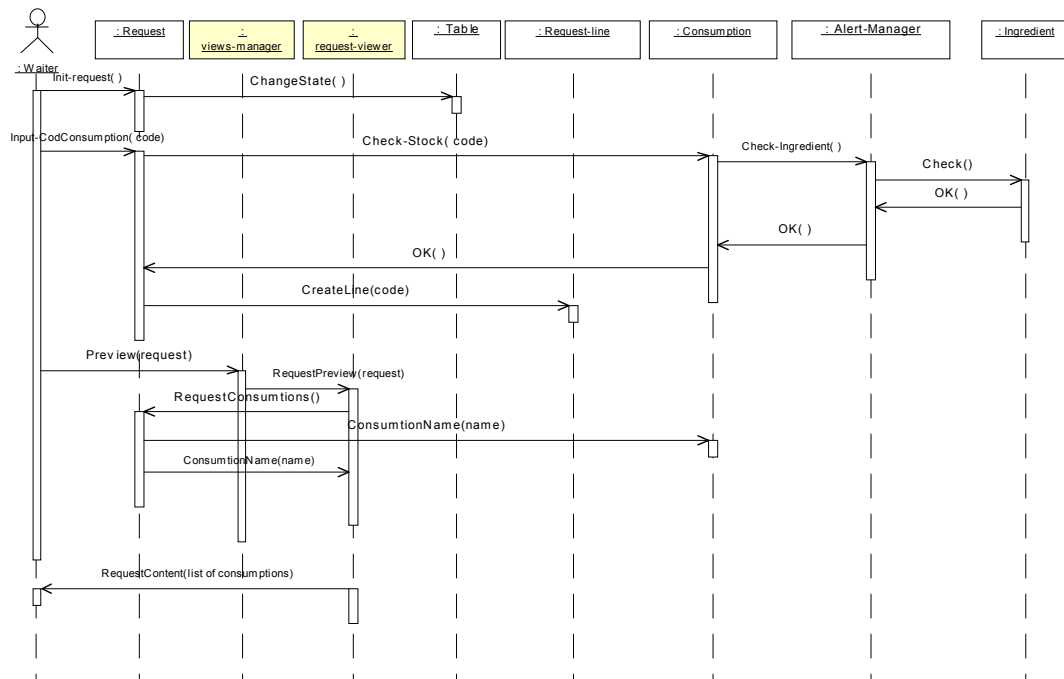 : Request
:
views-manager
:
request-viewer
: Table
: Request-line
: Consumption
: Alert-Manager
: Ingredient
: Waiter
Init-request( )
ChangeState( )
Input-CodConsumption( code)
Check-Stock( code)
Check-Ingredient( )
Check()
OK( )
OK( )
OK( )
CreateLine(code)
Preview(request)
RequestPreview(request)
RequestConsumtions()
ConsumtionName(name)
ConsumtionName(name)
RequestContent(list of consumptions)